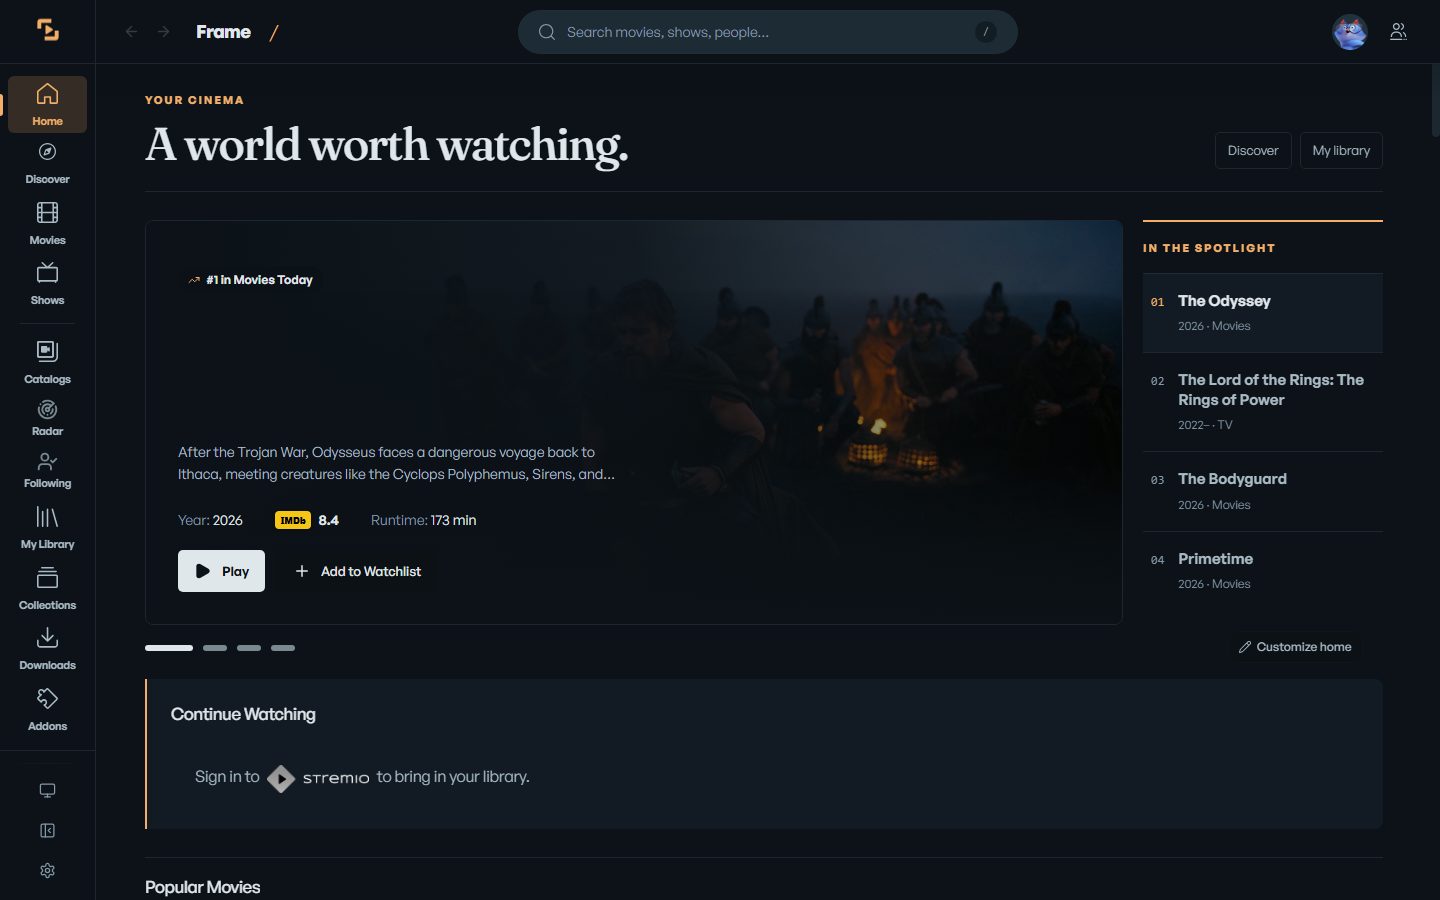 Frame /
Search movies, shows, people...
/
Home
Discover
Movies
Shows
Catalogs
Radar
Following
My Library
Collections
Downloads
Addons
YOUR CINEMA
A world worth watching.
Discover
My library
#1 in Movies Today
After the Trojan War, Odysseus faces a dangerous voyage back to
Ithaca, meeting creatures like the Cyclops Polyphemus, Sirens, and...
Year: 2026
IMDb 8.4
Runtime: 173 min
Play
Add to Watchlist
IN THE SPOTLIGHT
01 The Odyssey
2026 · Movies
02 The Lord of the Rings: The
Rings of Power
2022– · TV
03 The Bodyguard
2026 · Movies
04 Primetime
2026 · Movies
Customize home
Continue Watching
Sign in to stremio to bring in your library.
Popular Movies